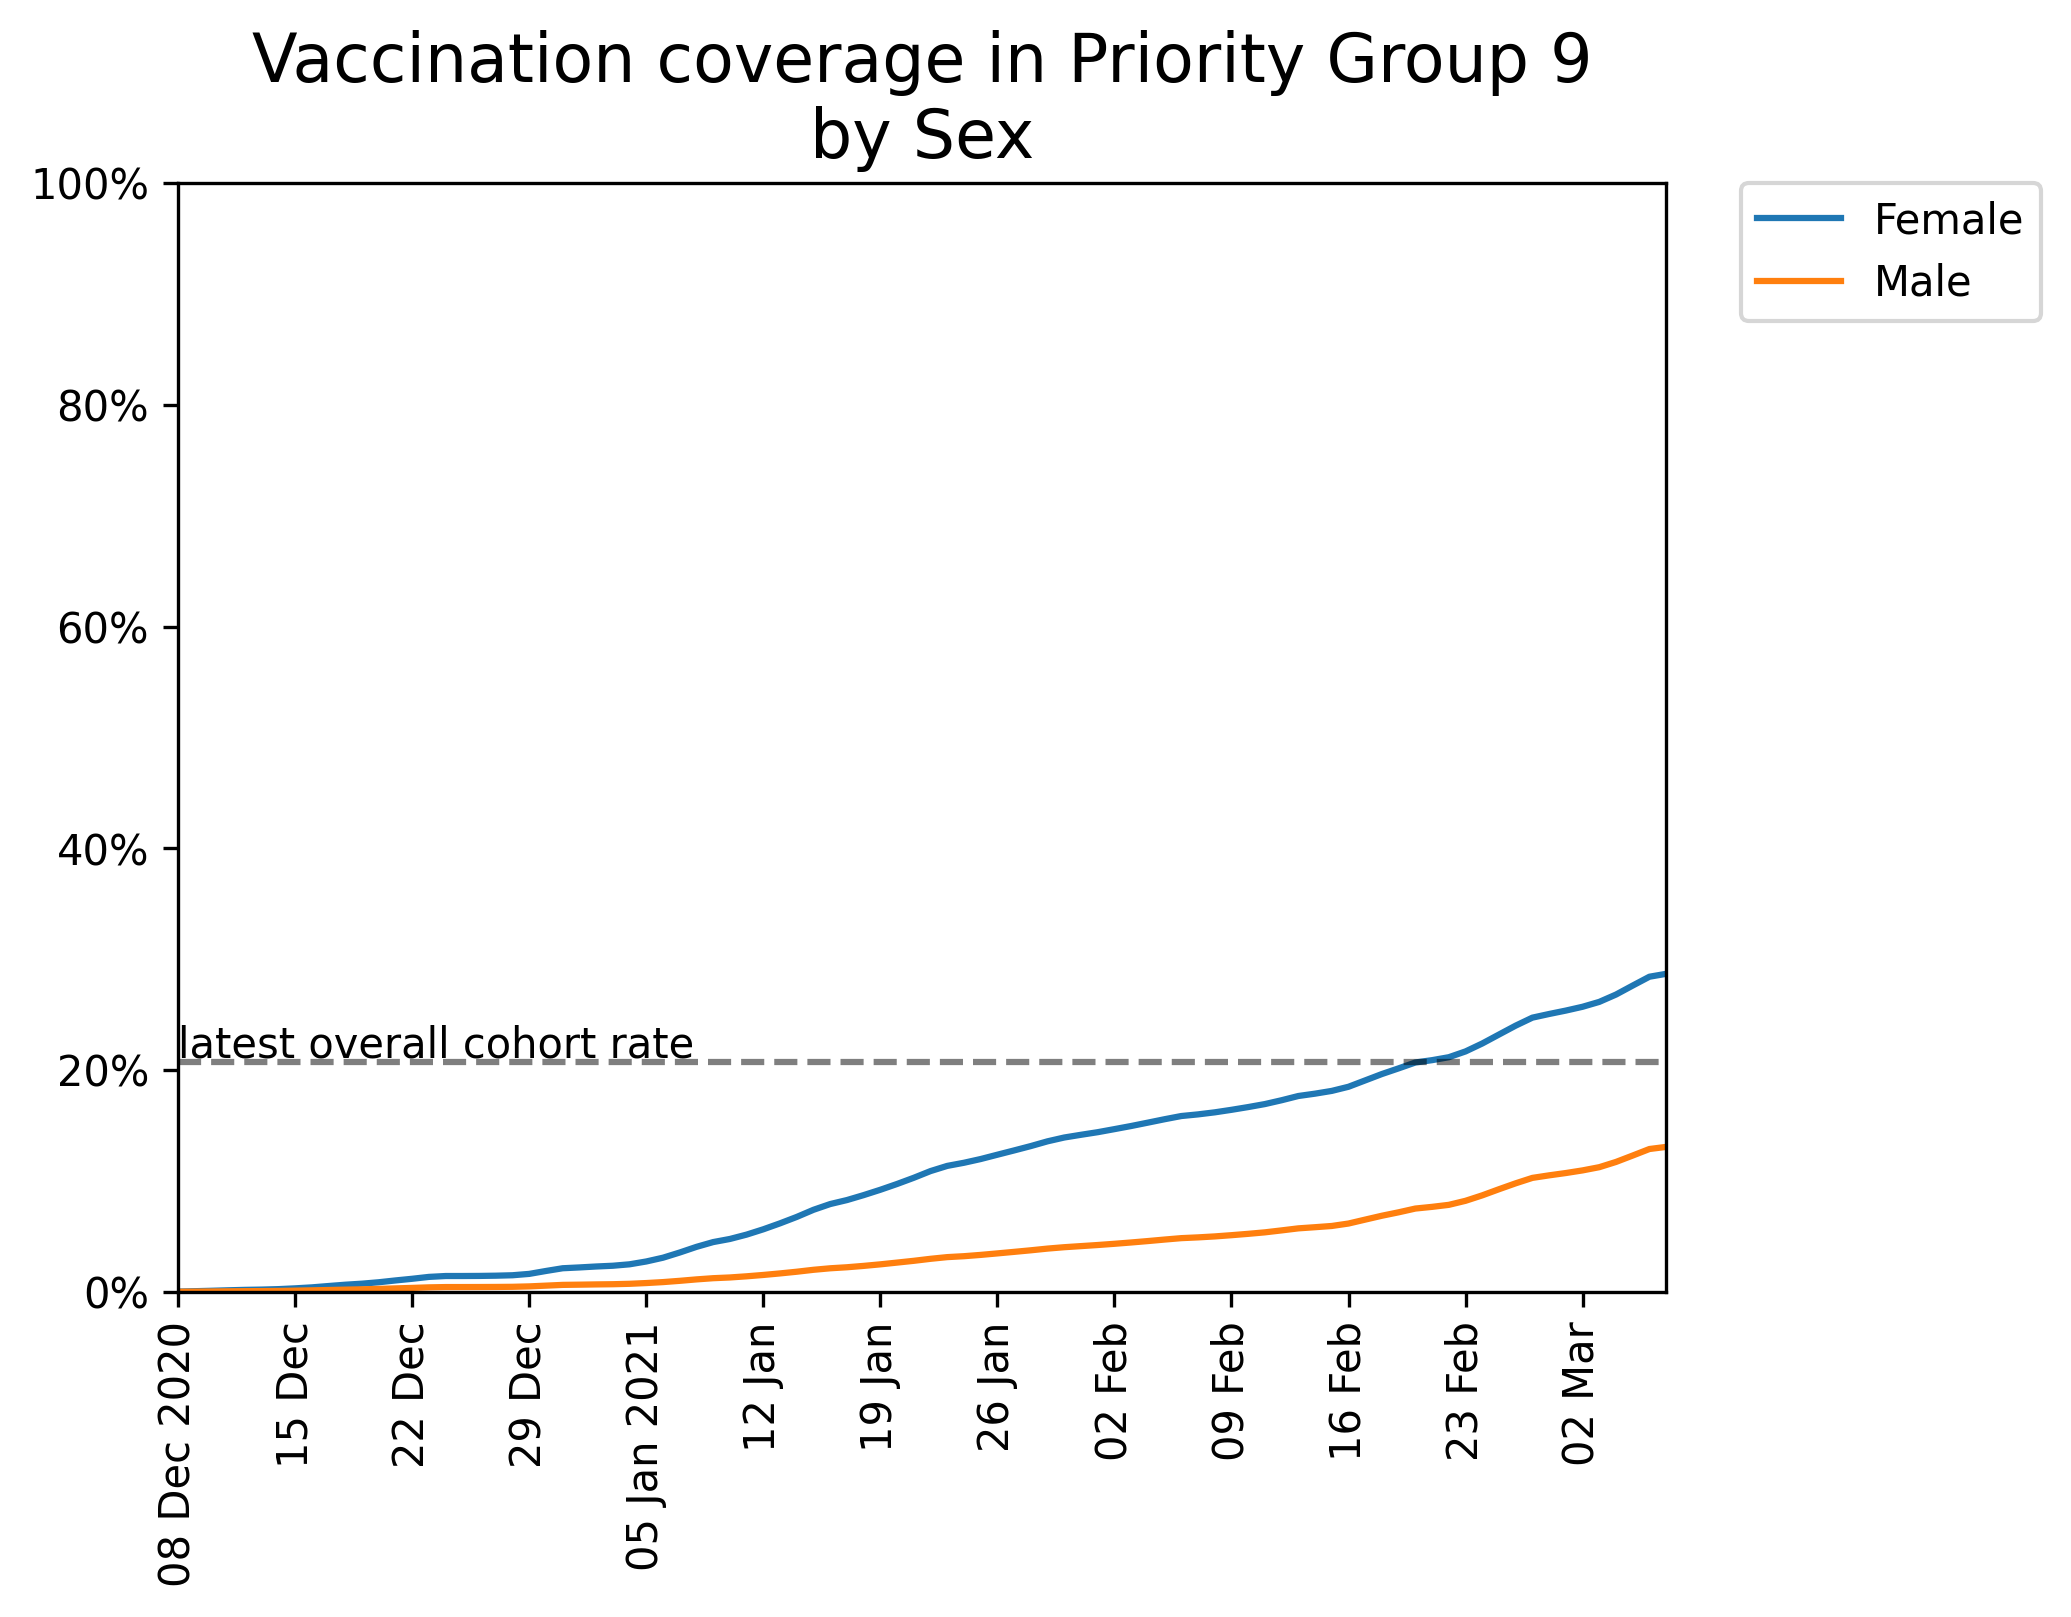 Vaccination coverage in Priority Group 9
by Sex
100%
80%
60%
40%
20%
0%
latest overall cohort rate
Female
Male
08 Dec 2020
15 Dec
22 Dec
29 Dec
05 Jan 2021
12 Jan
19 Jan
26 Jan
02 Feb
09 Feb
16 Feb
23 Feb
02 Mar